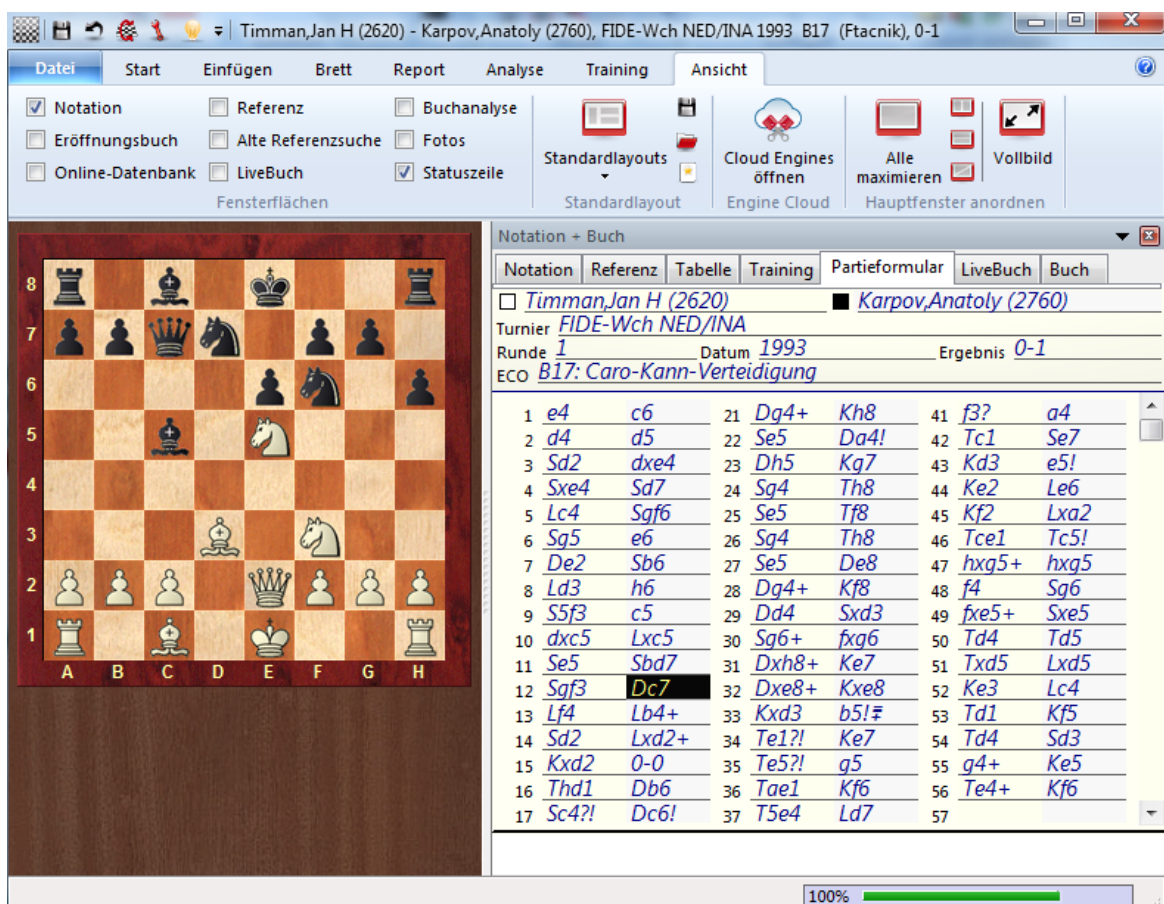 Timman,Jan H (2620) - Karpov,Anatoly (2760), FIDE-Wch NED/INA 1993  B17  (Ftacnik), 0-1
Datei Start Einfügen Brett Report Analyse Training Ansicht
Notation Referenz Buchanalyse
Eröffnungsbuch Alte Referenzsuche Fotos
Online-Datenbank LiveBuch Statuszeile
Fensterflächen
Standardlayouts
Standardlayout
Cloud Engines
öffnen
Engine Cloud
Alle
maximieren
Vollbild
Hauptfenster anordnen
8
7
6
5
4
3
2
1
A B C D E F G H
Notation + Buch
Notation Referenz Tabelle Training Partieformular LiveBuch Buch
Timman,Jan H (2620) Karpov,Anatoly (2760)
Turnier FIDE-Wch NED/INA
Runde 1 Datum 1993 Ergebnis 0-1
ECO B17: Caro-Kann-Verteidigung
1 e4 c6 21 Dg4+ Kh8 41 f3? a4
2 d4 d5 22 Se5 Da4! 42 Tc1 Se7
3 Sd2 dxe4 23 Dh5 Kg7 43 Kd3 e5!
4 Sxe4 Sd7 24 Sg4 Th8 44 Ke2 Le6
5 Lc4 Sgf6 25 Se5 Tf8 45 Kf2 Lxa2
6 Sg5 e6 26 Sg4 Th8 46 Tce1 Tc5!
7 De2 Sb6 27 Se5 De8 47 hxg5+ hxg5
8 Ld3 h6 28 Dg4+ Kf8 48 f4 Sg6
9 S5f3 c5 29 Dd4 Sxd3 49 fxe5+ Sxe5
10 dxc5 Lxc5 30 Sg6+ fxg6 50 Td4 Td5
11 Se5 Sbd7 31 Dxh8+ Ke7 51 Txd5 Lxd5
12 Sgf3 Dc7 32 Dxe8+ Kxe8 52 Ke3 Lc4
13 Lf4 Lb4+ 33 Kxd3 b5!∓ 53 Td1 Kf5
14 Sd2 Lxd2+ 34 Te1?! Ke7 54 Td4 Sd3
15 Kxd2 0-0 35 Te5?! g5 55 g4+ Ke5
16 Thd1 Db6 36 Tae1 Kf6 56 Te4+ Kf6
17 Sc4?! Dc6! 37 T5e4 Ld7 57
100%